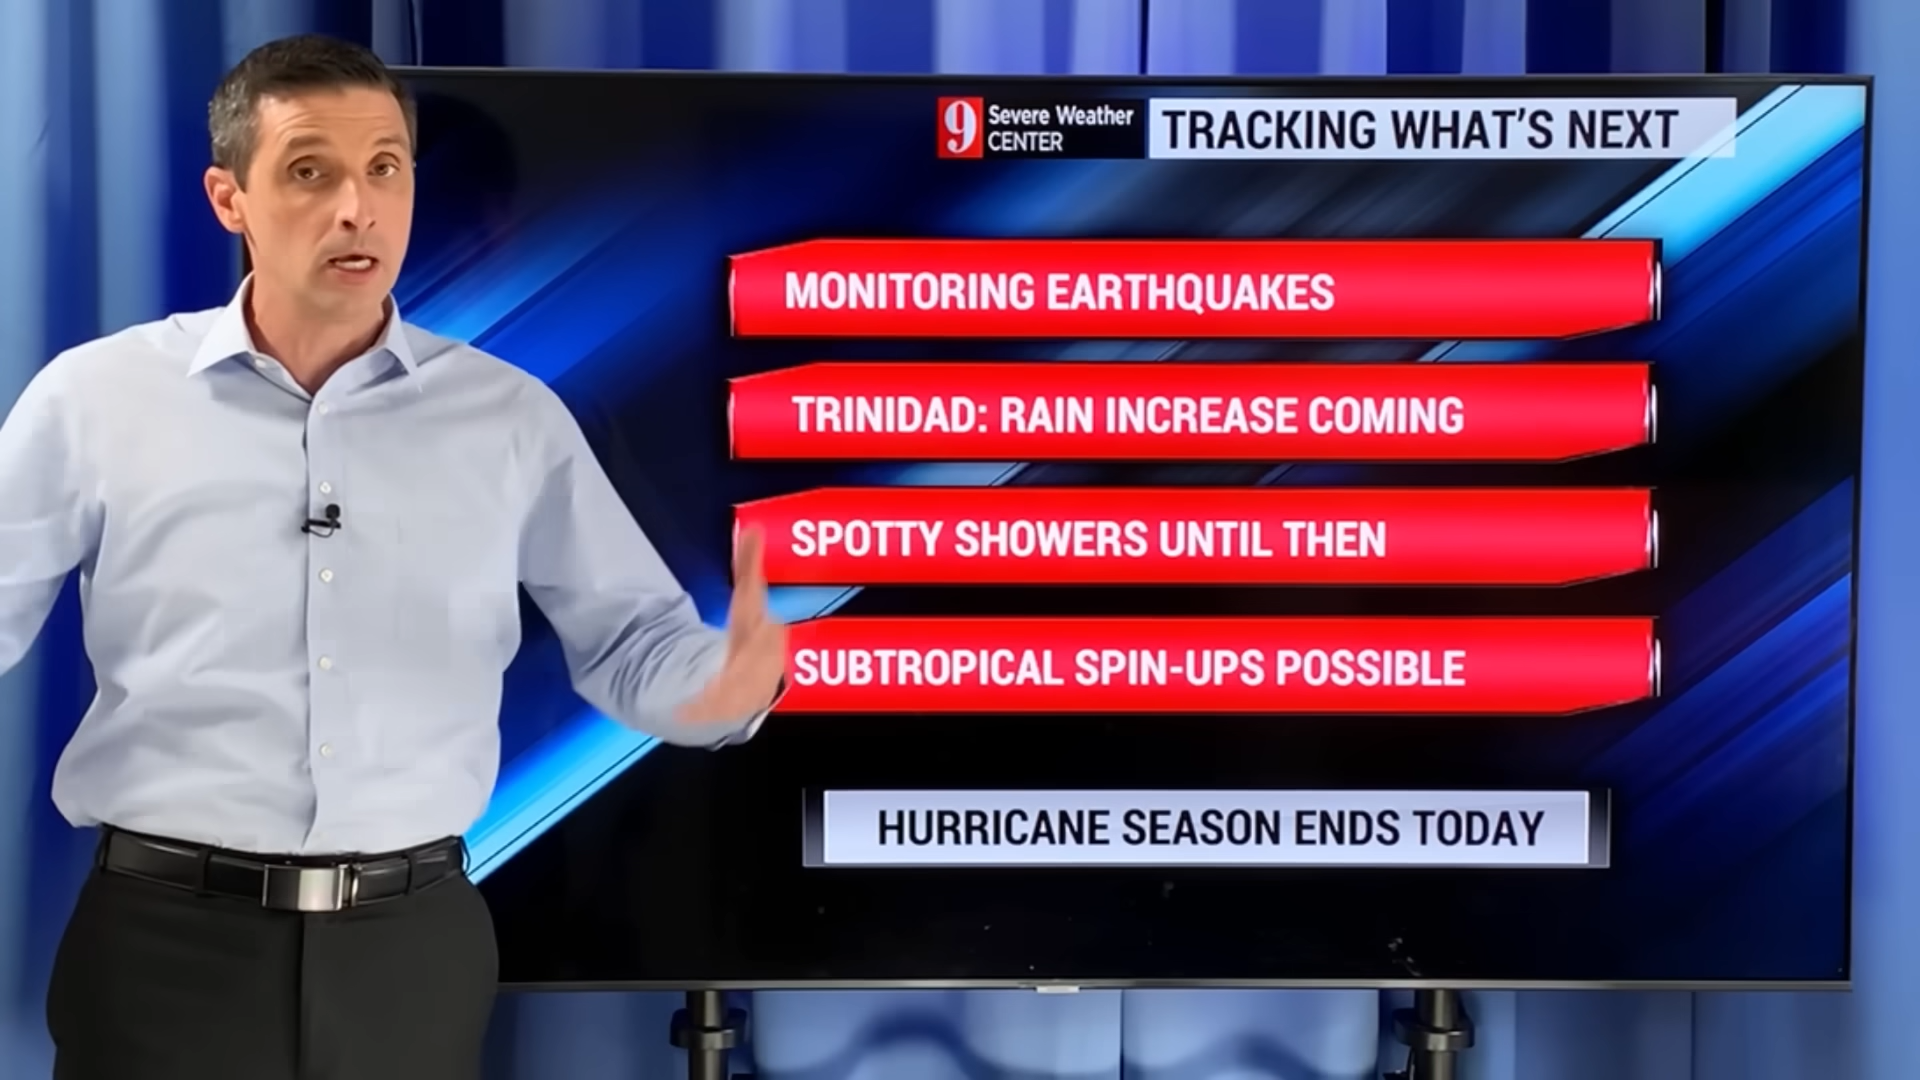 9 Severe Weather
CENTER
TRACKING WHAT'S NEXT
MONITORING EARTHQUAKES
TRINIDAD: RAIN INCREASE COMING
SPOTTY SHOWERS UNTIL THEN
SUBTROPICAL SPIN-UPS POSSIBLE
HURRICANE SEASON ENDS TODAY